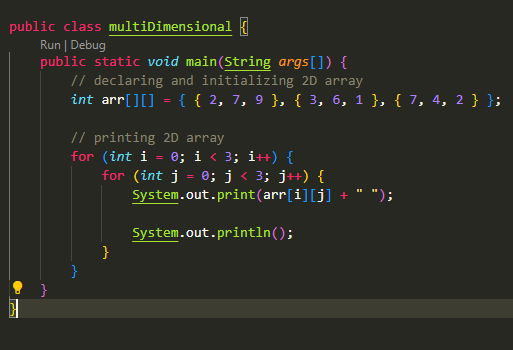 public class multiDimensional {
Run | Debug
public static void main(String args[]) {
// declaring and initializing 2D array
int arr[][] = { { 2, 7, 9 }, { 3, 6, 1 }, { 7, 4, 2 } };
// printing 2D array
for (int i = 0; i < 3; i++) {
for (int j = 0; j < 3; j++) {
System.out.print(arr[i][j] + " ");
System.out.println();
}
}
}
}